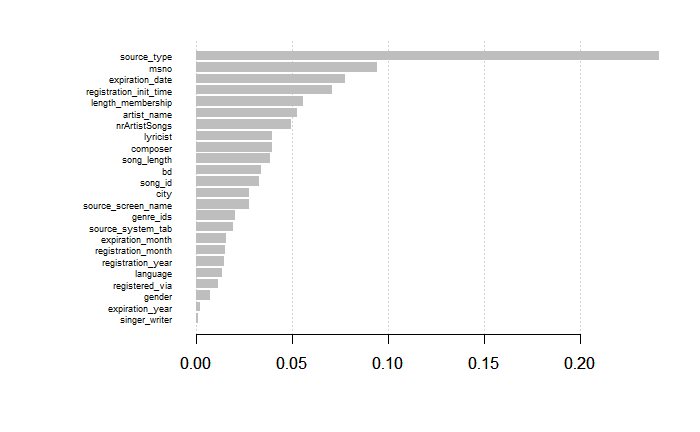 source_type
msno
expiration_date
registration_init_time
length_membership
artist_name
nrArtistSongs
lyricist
composer
song_length
bd
song_id
city
source_screen_name
genre_ids
source_system_tab
expiration_month
registration_month
registration_year
language
registered_via
gender
expiration_year
singer_writer
0.00 0.05 0.10 0.15 0.20